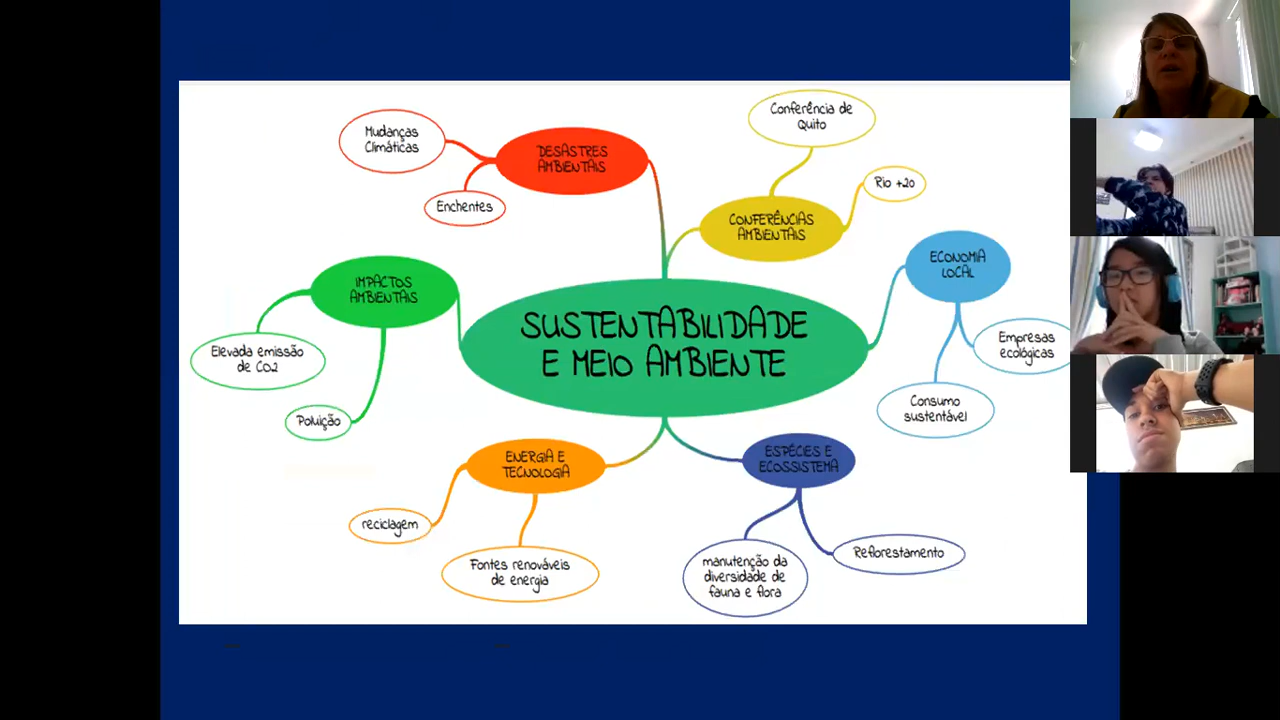 Mudanças
Climáticas
DESASTRES
AMBIENTAIS
Enchentes
Conferência de
Quito
Rio +20
CONFERÊNCIAS
AMBIENTAIS
ECONOMIA
LOCAL
Empresas
ecológicas
Consumo
sustentável
IMPACTOS
AMBIENTAIS
Elevada emissão
de CO2
Poluição
SUSTENTABILIDADE
E MEIO AMBIENTE
ENERGIA E
TECNOLOGIA
reciclagem
Fontes renováveis
de energia
ESPÉCIES E
ECOSSISTEMA
manutenção da
diversidade de
fauna e flora
Reflorestamento